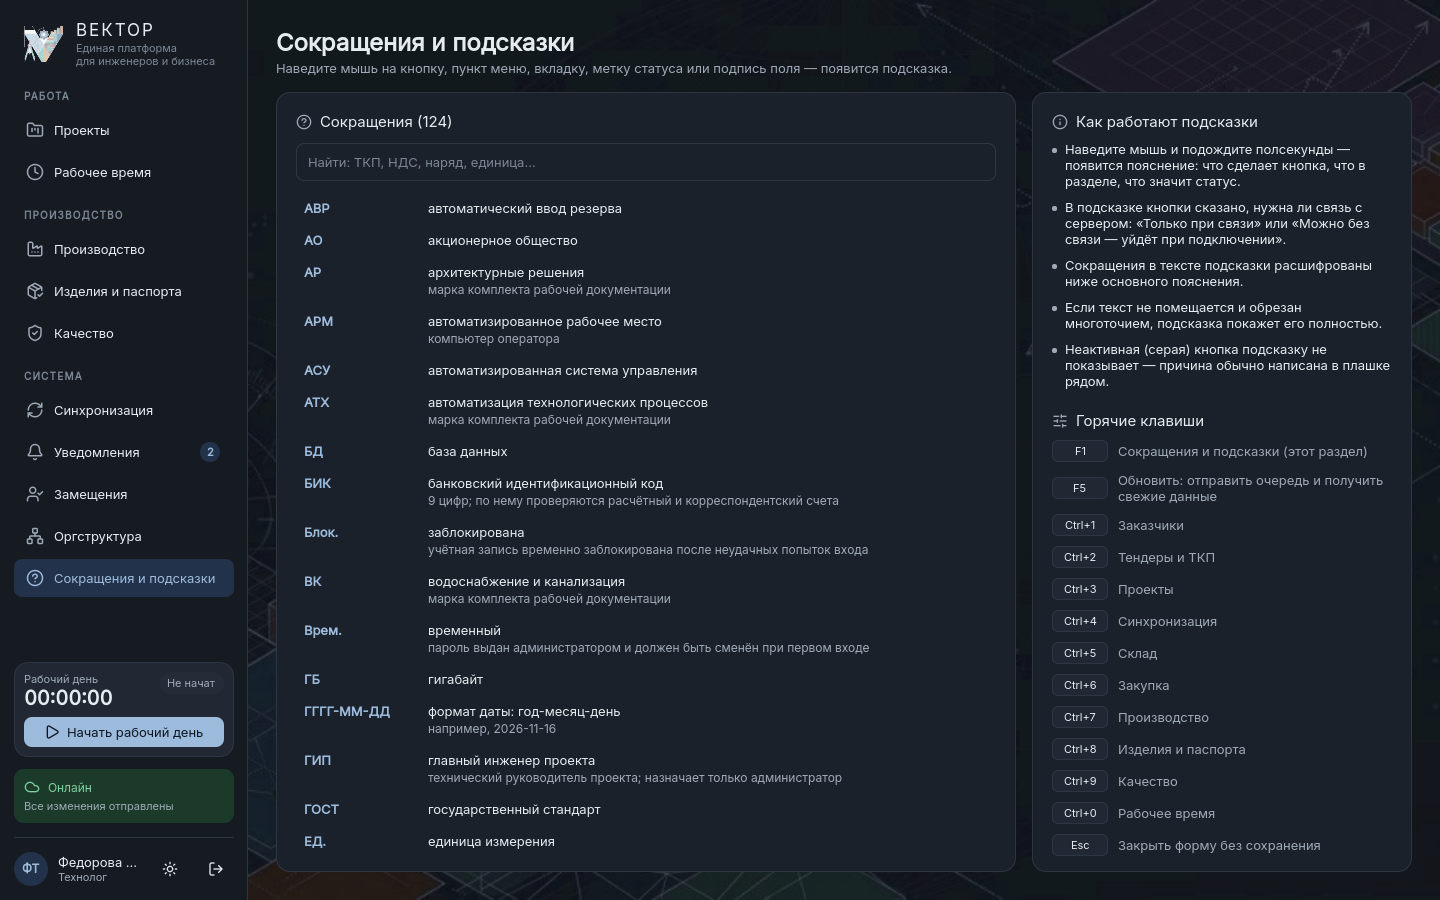 ВЕКТОР
Единая платформа
для инженеров и бизнеса
РАБОТА
Проекты
Рабочее время
ПРОИЗВОДСТВО
Производство
Изделия и паспорта
Качество
СИСТЕМА
Синхронизация
Уведомления 2
Замещения
Оргструктура
Сокращения и подсказки
Рабочий день
00:00:00
Не начат
Начать рабочий день
Онлайн
Все изменения отправлены
ФТ
Федорова ...
Технолог
Сокращения и подсказки
Наведите мышь на кнопку, пункт меню, вкладку, метку статуса или подпись поля — появится подсказка.
Сокращения (124)
Найти: ТКП, НДС, наряд, единица...
АВР автоматический ввод резерва
АО акционерное общество
АР архитектурные решения
марка комплекта рабочей документации
АРМ автоматизированное рабочее место
компьютер оператора
АСУ автоматизированная система управления
АТХ автоматизация технологических процессов
марка комплекта рабочей документации
БД база данных
БИК банковский идентификационный код
9 цифр; по нему проверяются расчётный и корреспондентский счета
Блок. заблокирована
учётная запись временно заблокирована после неудачных попыток входа
ВК водоснабжение и канализация
марка комплекта рабочей документации
Врем. временный
пароль выдан администратором и должен быть сменён при первом входе
ГБ гигабайт
ГГГГ-ММ-ДД формат даты: год-месяц-день
например, 2026-11-16
ГИП главный инженер проекта
технический руководитель проекта; назначает только администратор
ГОСТ государственный стандарт
ЕД. единица измерения
Как работают подсказки
Наведите мышь и подождите полсекунды —
появится пояснение: что сделает кнопка, что в
разделе, что значит статус.
В подсказке кнопки сказано, нужна ли связь с
сервером: «Только при связи» или «Можно без
связи — уйдёт при подключении».
Сокращения в тексте подсказки расшифрованы
ниже основного пояснения.
Если текст не помещается и обрезан
многоточием, подсказка покажет его полностью.
Неактивная (серая) кнопка подсказку не
показывает — причина обычно написана в плашке
рядом.
Горячие клавиши
F1 Сокращения и подсказки (этот раздел)
F5 Обновить: отправить очередь и получить
свежие данные
Ctrl+1 Заказчики
Ctrl+2 Тендеры и ТКП
Ctrl+3 Проекты
Ctrl+4 Синхронизация
Ctrl+5 Склад
Ctrl+6 Закупка
Ctrl+7 Производство
Ctrl+8 Изделия и паспорта
Ctrl+9 Качество
Ctrl+0 Рабочее время
Esc Закрыть форму без сохранения